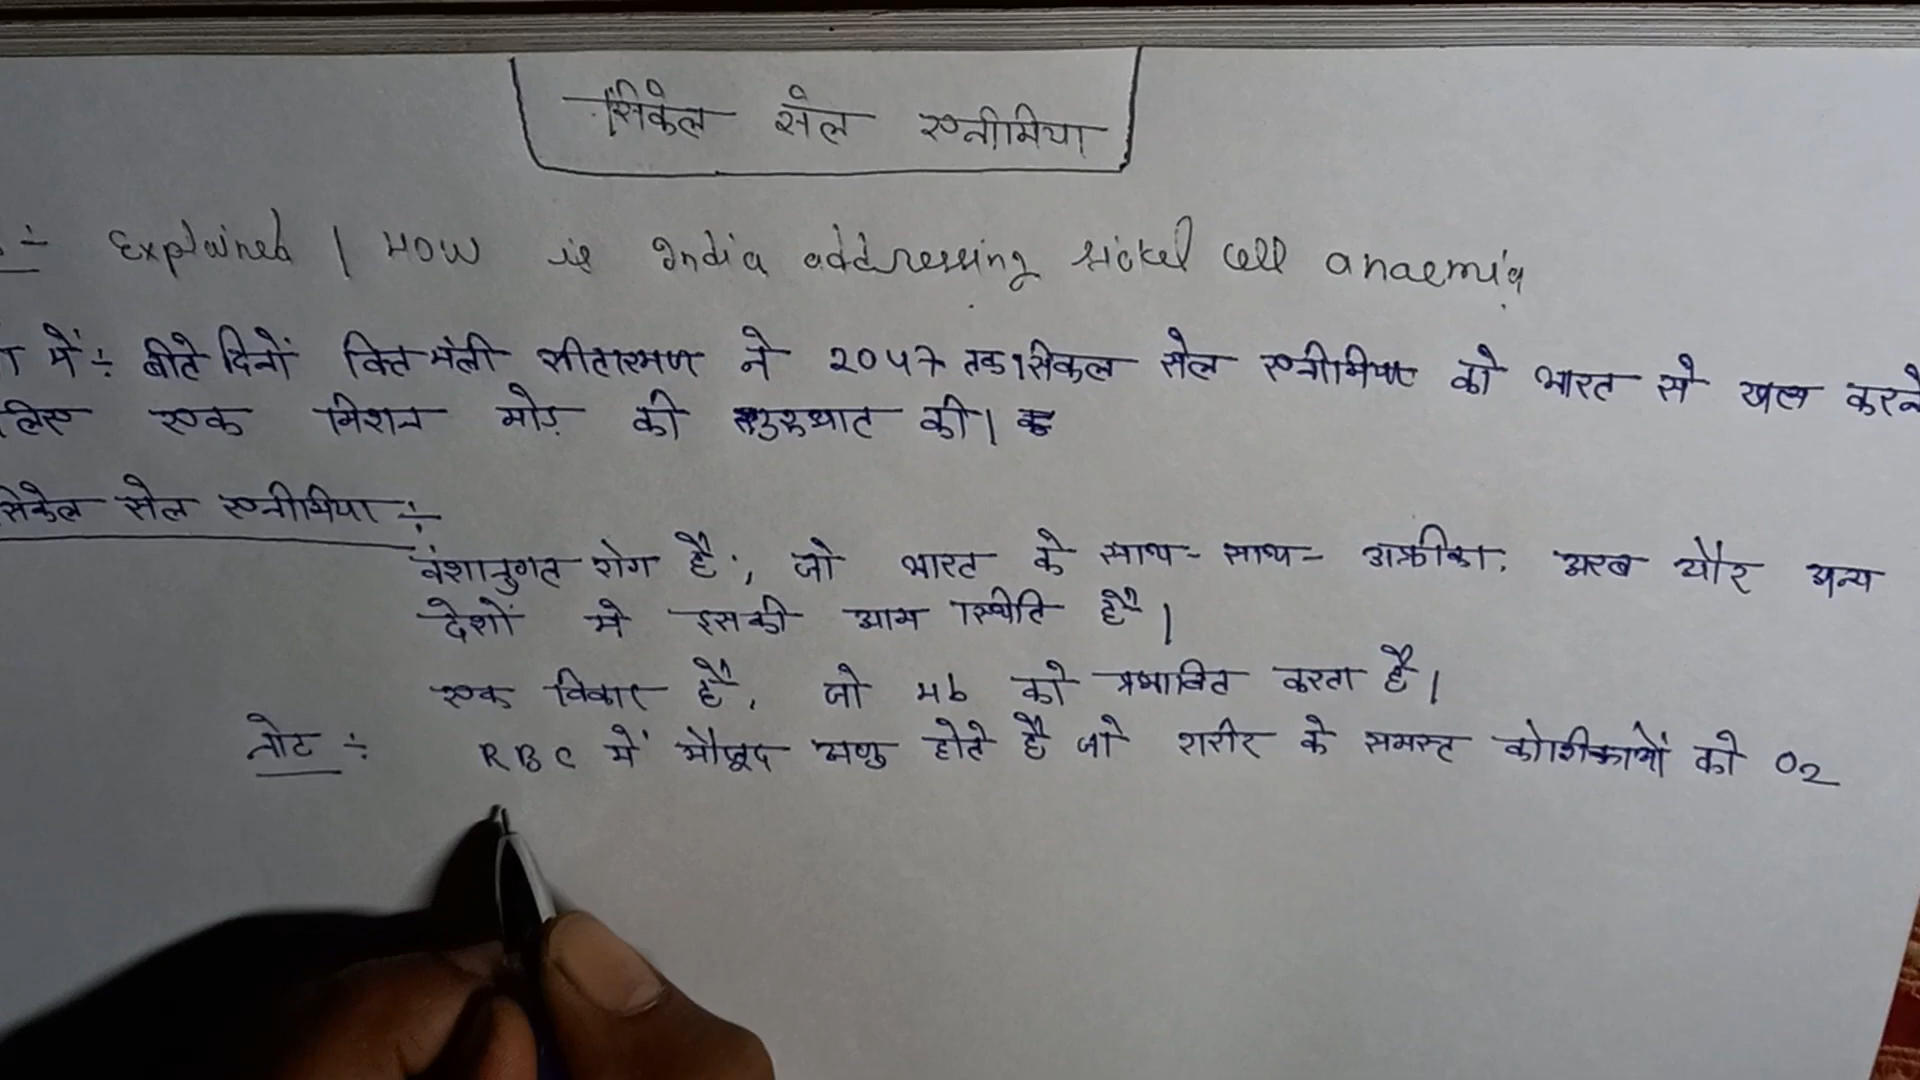 सिकेल सेल एनीमिया
÷ Explained / HOW is India addressing sickel cell anaemia
में ÷ बीते दिनों वित्त मंत्री सीतारमण ने 2047 तक सिकल सेल एनीमिया को भारत से खत्म करने
लिए एक मिशन मोड़ की शुरुआत की।
सिकेल सेल एनीमिया ÷
वंशानुगत रोग है, जो भारत के साथ-साथ- अफ्रीका, अरब और अन्य
देशों में इसकी आम स्थिति है।
एक विकार है, जो Hb को प्रभावित करता है।
नोट ÷ RBC में मौजूद अणु होते है जो शरीर के समस्त कोशिकाओं को O2